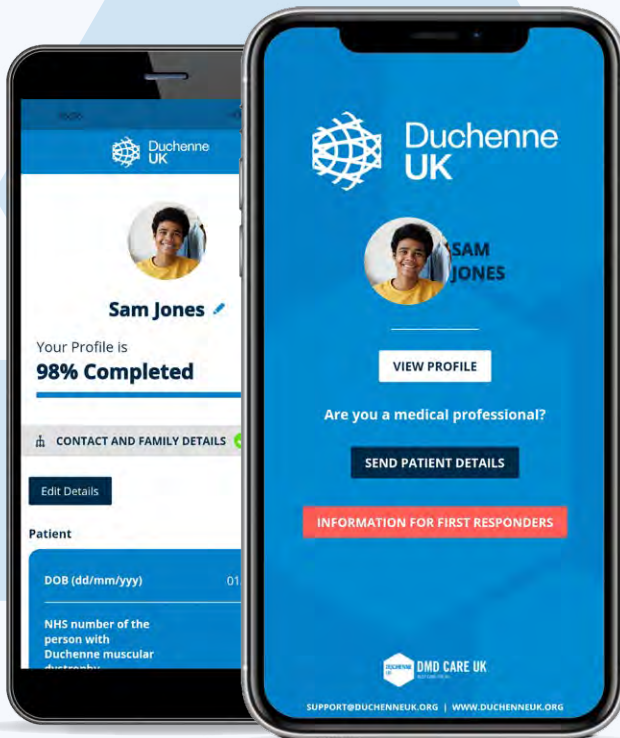 Duchenne
UK
Sam Jones
Your Profile is
98% Completed
CONTACT AND FAMILY DETAILS
Edit Details
Patient
DOB (dd/mm/yyy)
01
NHS number of the
person with
Duchenne muscular
dystrophy
Duchenne
UK
SAM
JONES
VIEW PROFILE
Are you a medical professional?
SEND PATIENT DETAILS
INFORMATION FOR FIRST RESPONDERS
DMD CARE UK
SUPPORT@DUCHENNEUK.ORG | WWW.DUCHENNEUK.ORG